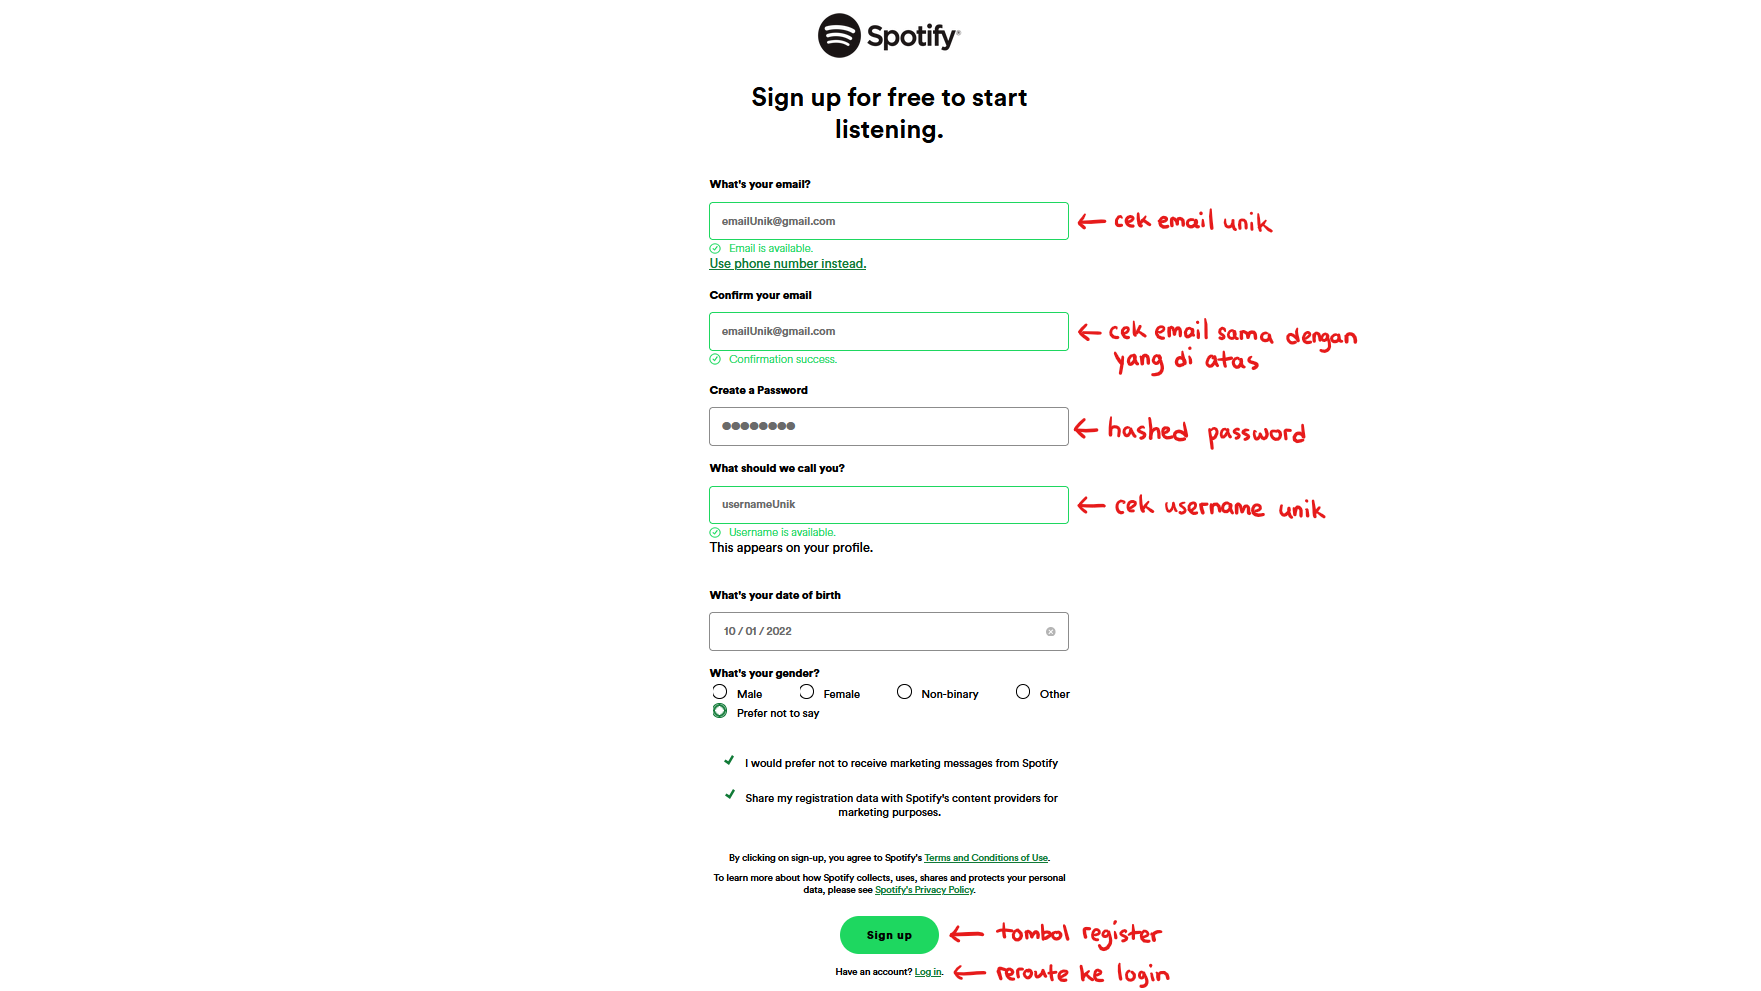 Spotify®
Sign up for free to start
listening.
What's your email?
emailUnik@gmail.com
← cek email unik
Email is available.
Use phone number instead.
Confirm your email
emailUnik@gmail.com
← cek email sama dengan
yang di atas
Confirmation success.
Create a Password
●●●●●●●●
← hashed password
What should we call you?
usernameUnik
← cek username unik
Username is available.
This appears on your profile.
What's your date of birth
10 / 01 / 2022
What's your gender?
Male Female Non-binary Other
Prefer not to say
I would prefer not to receive marketing messages from Spotify
Share my registration data with Spotify's content providers for
marketing purposes.
By clicking on sign-up, you agree to Spotify's Terms and Conditions of Use.
To learn more about how Spotify collects, uses, shares and protects your personal
data, please see Spotify's Privacy Policy.
Sign up ← tombol register
Have an account? Log in. ← reroute ke login